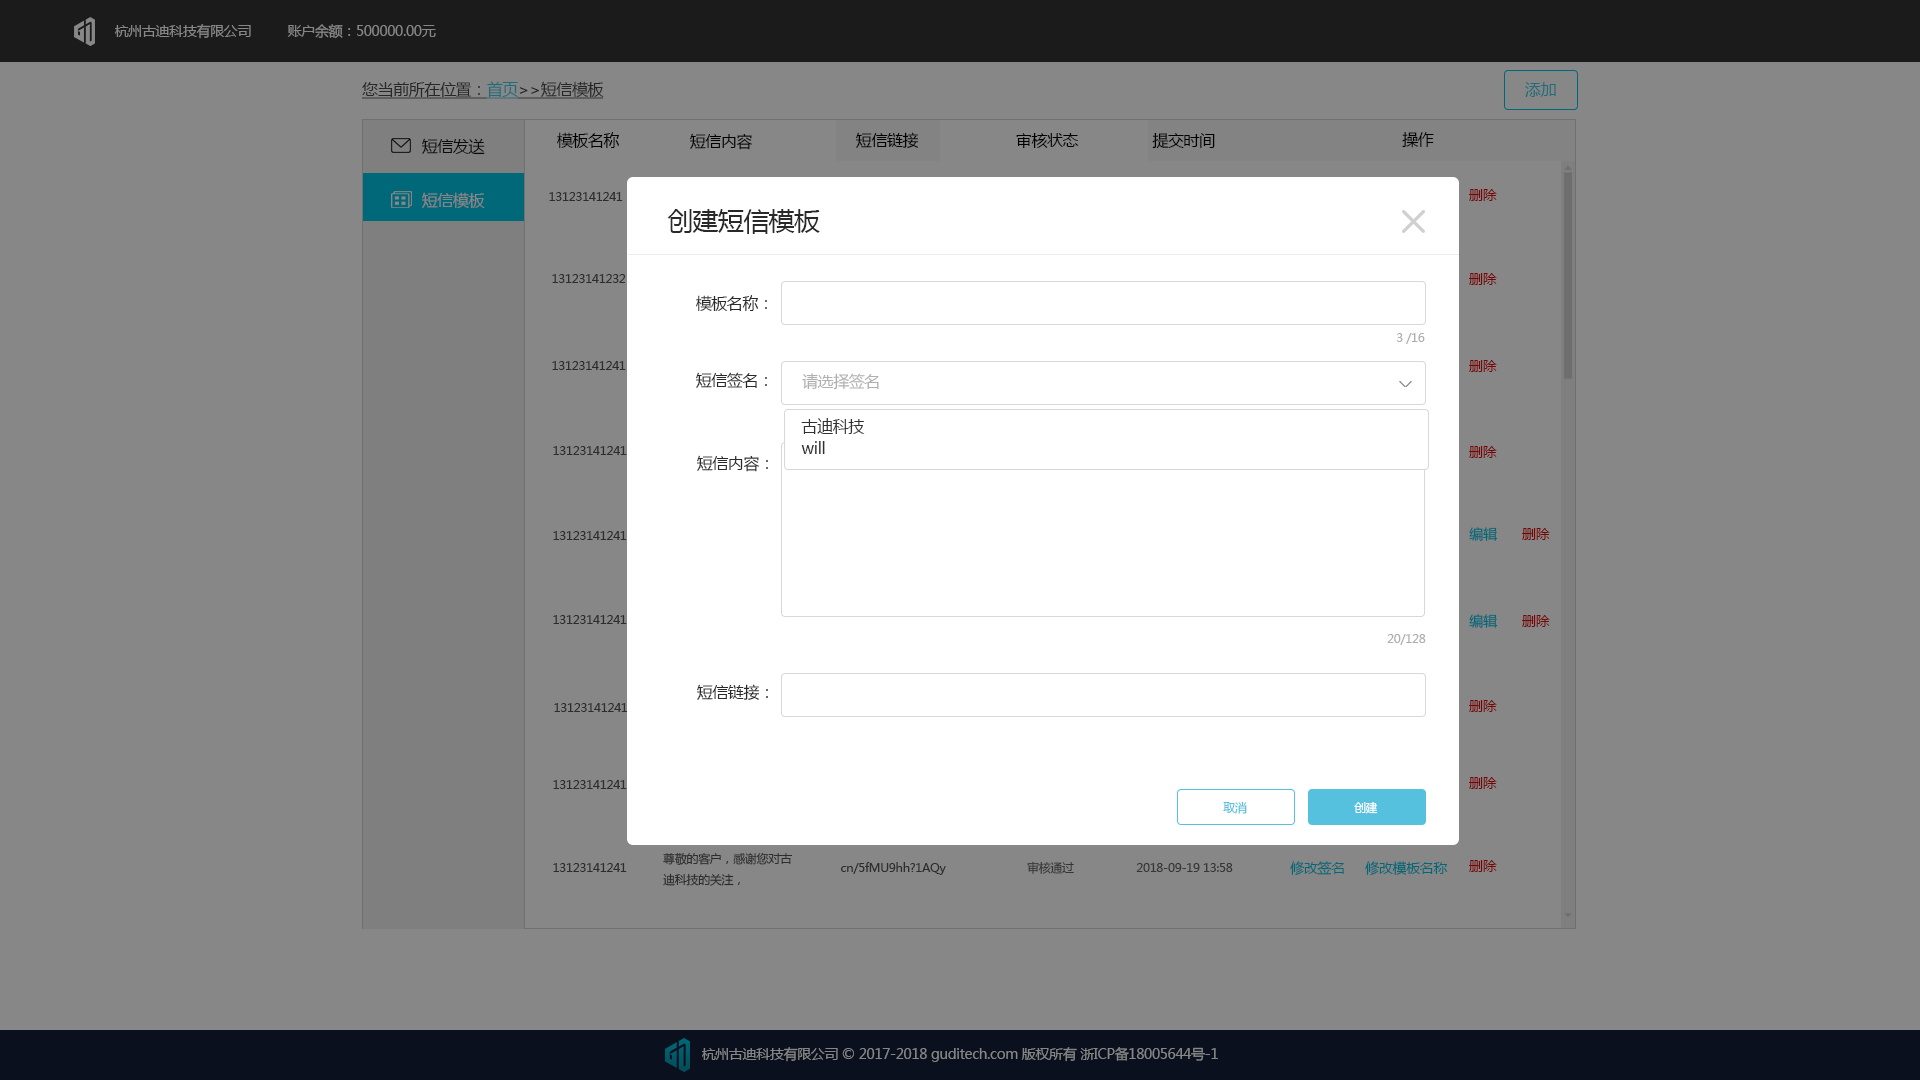 杭州古迪科技有限公司 账户余额：500000.00元
您当前所在位置：首页>>短信模板
添加
短信发送
短信模板
模板名称 短信内容 短信链接 审核状态 提交时间 操作
13123141241 删除
创建短信模板
13123141232 删除
模板名称：
3 /16
13123141241 删除
短信签名： 请选择签名
古迪科技
will
13123141241 删除
短信内容：
13123141241 编辑 删除
13123141241 编辑 删除
20/128
短信链接：
13123141241 删除
13123141241 删除
取消 创建
13123141241 尊敬的客户，感谢您对古 cn/5fMU9hh?1AQy 审核通过 2018-09-19 13:58 修改签名 修改模板名称 删除
迪科技的关注，
杭州古迪科技有限公司 © 2017-2018 guditech.com 版权所有 浙ICP备18005644号-1